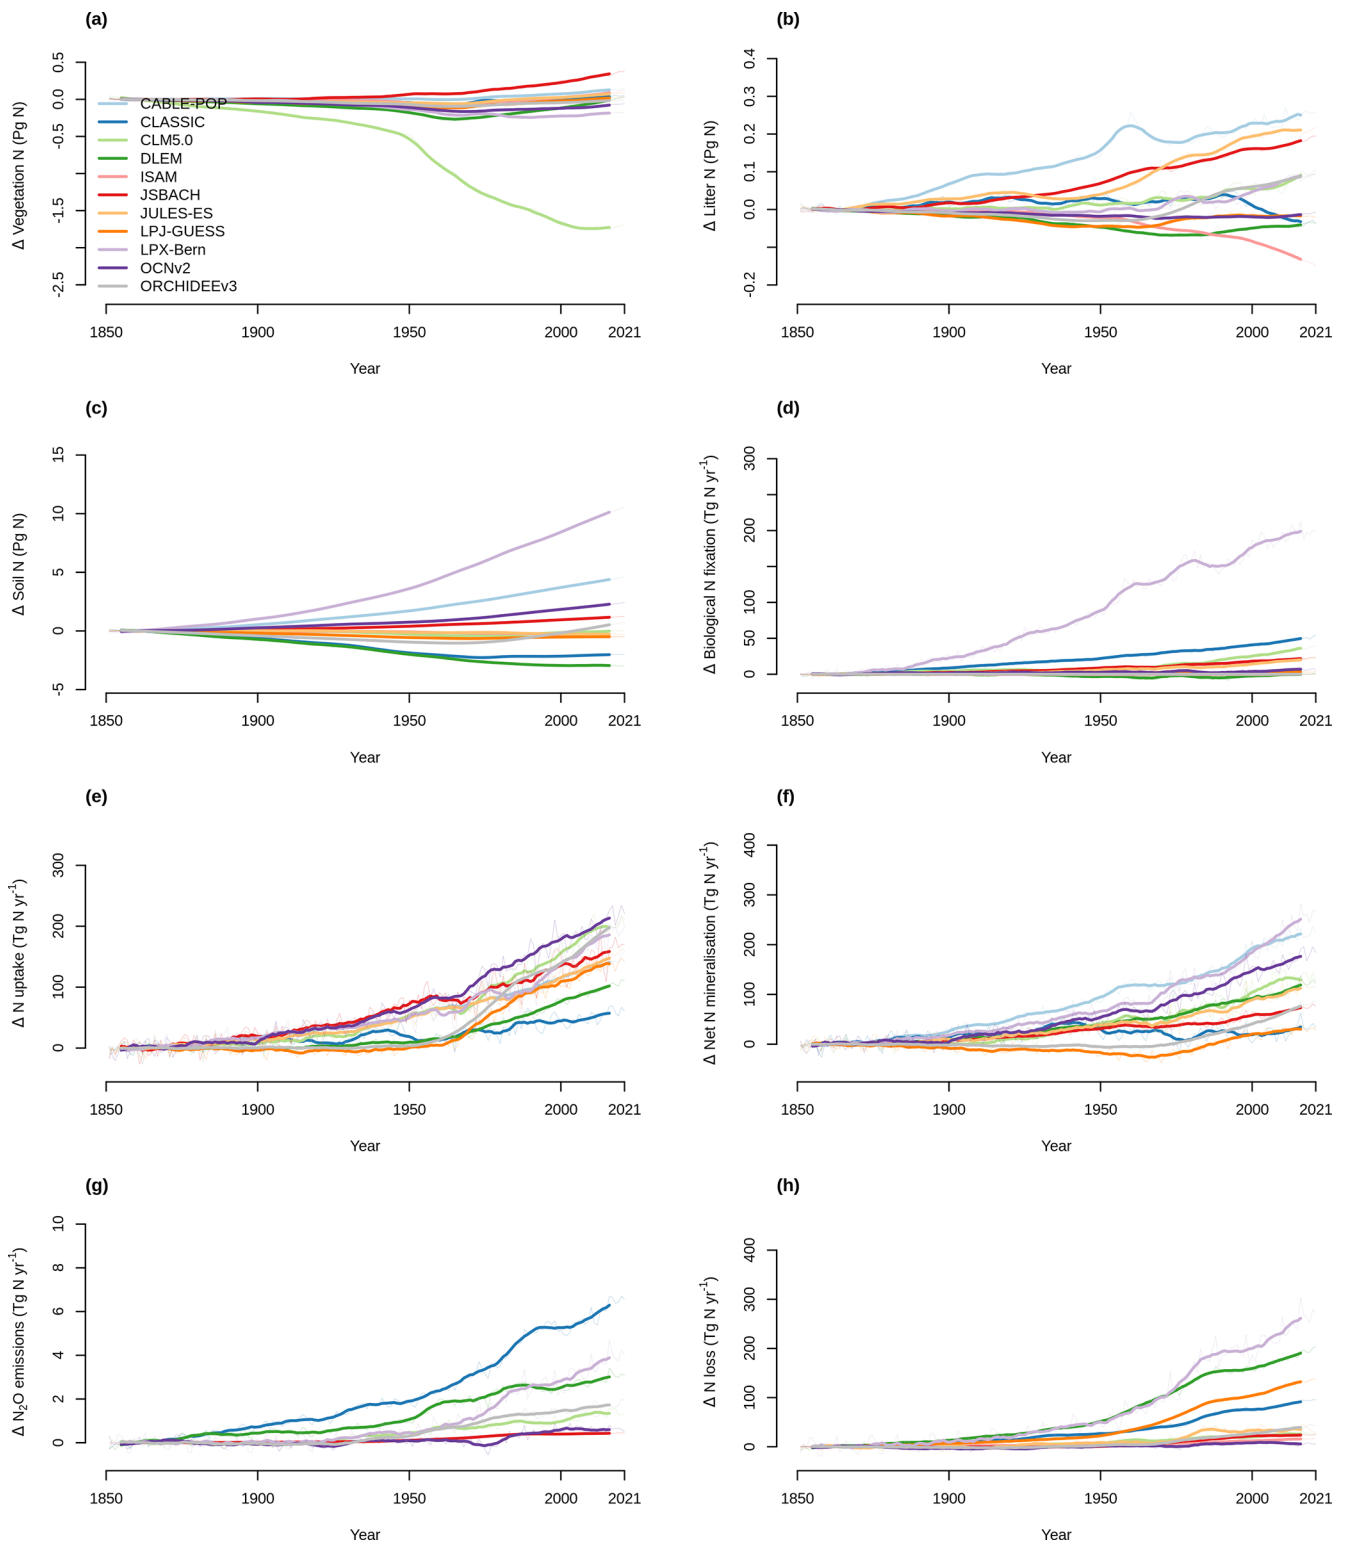 (a)
Δ Vegetation N (Pg N)
0.5
0.0
-0.5
-1.5
-2.5
CABLE-POP
CLASSIC
CLM5.0
DLEM
ISAM
JSBACH
JULES-ES
LPJ-GUESS
LPX-Bern
OCNv2
ORCHIDEEv3
1850 1900 1950 2000 2021
Year
(b)
Δ Litter N (Pg N)
0.4
0.3
0.2
0.1
0.0
-0.2
1850 1900 1950 2000 2021
Year
(c)
Δ Soil N (Pg N)
15
10
5
0
-5
1850 1900 1950 2000 2021
Year
(d)
Δ Biological N fixation (Tg N yr-1)
300
200
100
50
0
1850 1900 1950 2000 2021
Year
(e)
Δ N uptake (Tg N yr-1)
300
200
100
0
1850 1900 1950 2000 2021
Year
(f)
Δ Net N mineralisation (Tg N yr-1)
400
300
200
100
0
1850 1900 1950 2000 2021
Year
(g)
Δ N2O emissions (Tg N yr-1)
10
8
6
4
2
0
1850 1900 1950 2000 2021
Year
(h)
Δ N loss (Tg N yr-1)
400
300
200
100
0
1850 1900 1950 2000 2021
Year